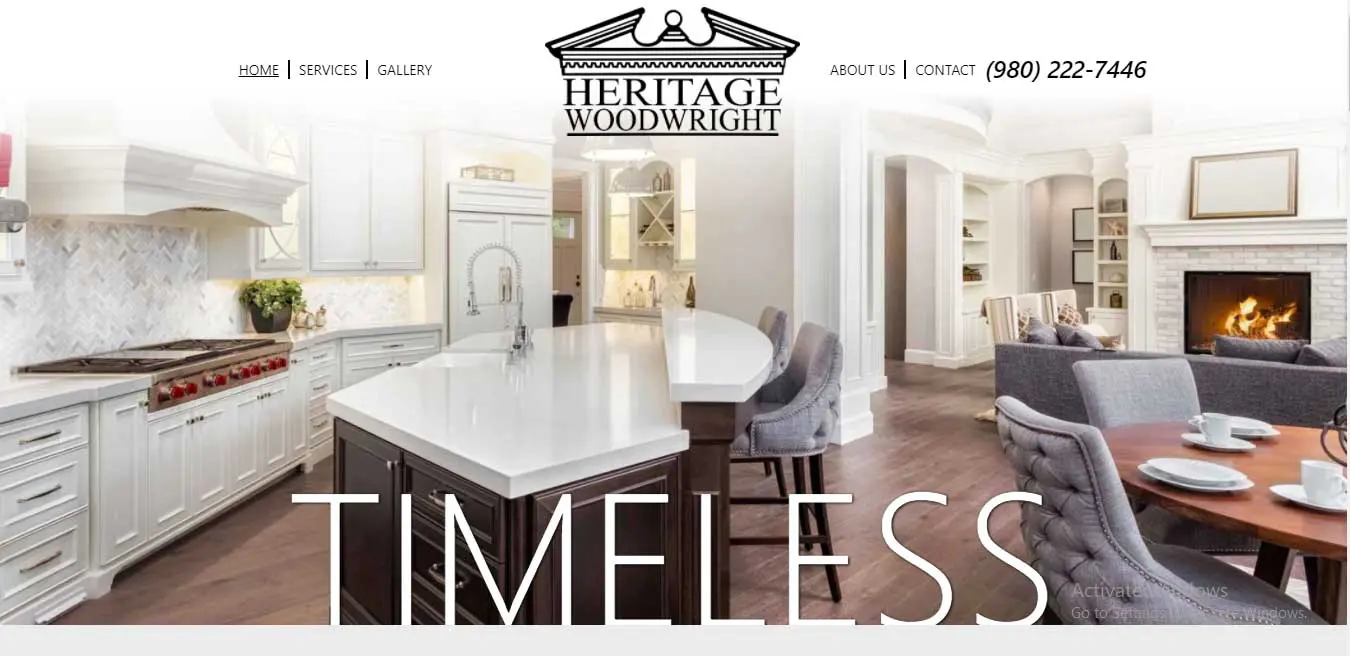 HOME
SERVICES
GALLERY
HERITAGE
WOODWRIGHT
ABOUT US
CONTACT
(980) 222-7446
TIMELESS
Activate Windows
Go to Settings to activate Windows.